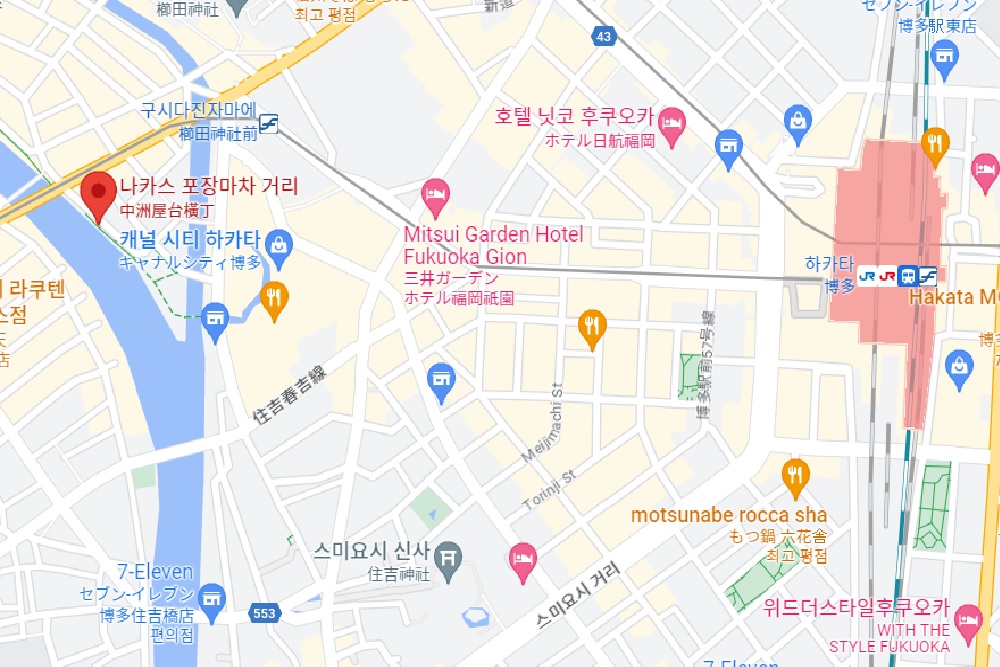 櫛田神社
최고 평점
43
セブン-イレブン
博多駅東店
구시다진자마에
櫛田神社前
호텔 닛코 후쿠오카
ホテル日航福岡
나카스 포장마차 거리
中洲屋台横丁
캐널 시티 하카타
キャナルシティ博多
Mitsui Garden Hotel
Fukuoka Gion
三井ガーデン
ホテル福岡祇園
하카타
博多
JR JR
라쿠텐
스점
店
Hakata M
博多駅前57号線
住吉春吉線
Meijimachi St
Torinji St
motsunabe rocca sha
もつ鍋 六花舎
최고 평점
스미요시 신사
住吉神社
7-Eleven
セブン-イレブン
博多住吉橋店
편의점
553
스미요시 거리
위드더스타일후쿠오카
WITH THE
STYLE FUKUOKA
7-Eleven